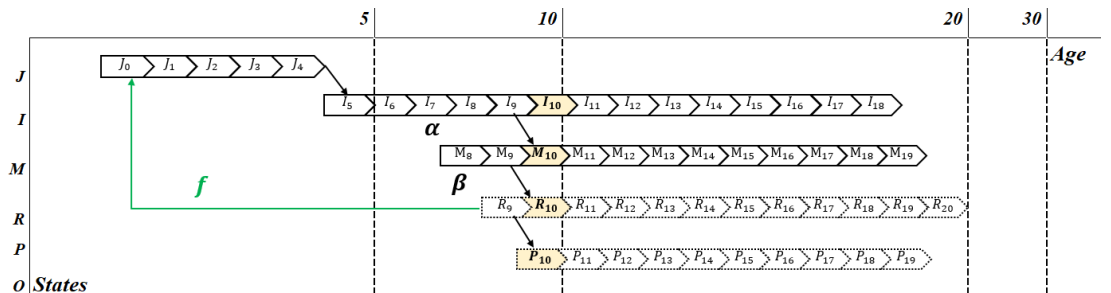 5 10 20 30
Age
J J₀ J₁ J₂ J₃ J₄
I I₅ I₆ I₇ I₈ I₉ I₁₀ I₁₁ I₁₂ I₁₃ I₁₄ I₁₅ I₁₆ I₁₇ I₁₈
α
M M₈ M₉ M₁₀ M₁₁ M₁₂ M₁₃ M₁₄ M₁₅ M₁₆ M₁₇ M₁₈ M₁₉
f β
R R₉ R₁₀ R₁₁ R₁₂ R₁₃ R₁₄ R₁₅ R₁₆ R₁₇ R₁₈ R₁₉ R₂₀
P P₁₀ P₁₁ P₁₂ P₁₃ P₁₄ P₁₅ P₁₆ P₁₇ P₁₈ P₁₉
O States